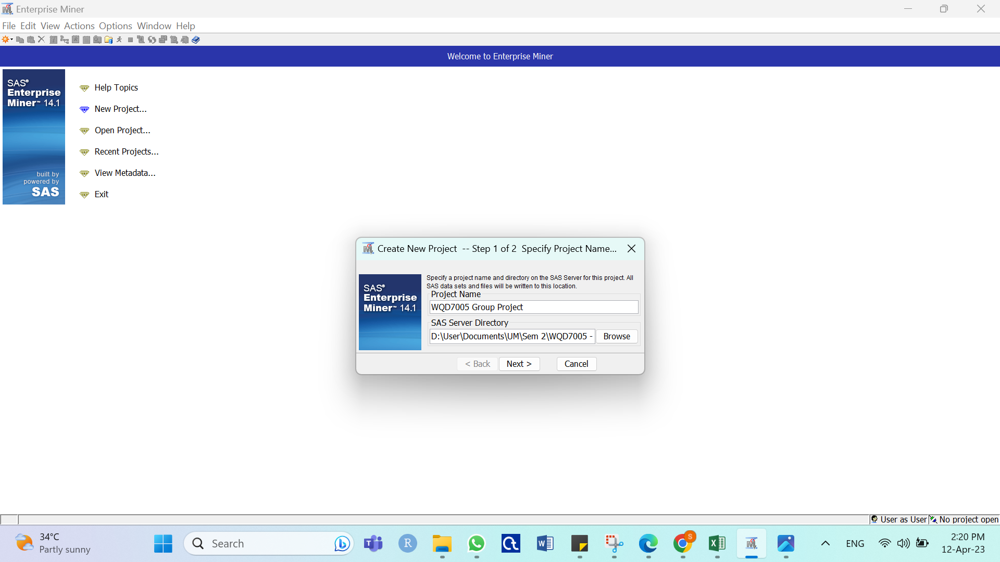 Enterprise Miner
File Edit View Actions Options Window Help
Welcome to Enterprise Miner
SAS®
Enterprise
Miner™ 14.1
built by
powered by
SAS
Help Topics
New Project...
Open Project...
Recent Projects...
View Metadata...
Exit
Create New Project -- Step 1 of 2 Specify Project Name...
SAS®
Enterprise
Miner™ 14.1
Specify a project name and directory on the SAS Server for this project. All
SAS data sets and files will be written to this location.
Project Name
WQD7005 Group Project
SAS Server Directory
D:\User\Documents\UM\Sem 2\WQD7005 -
Browse
< Back
Next >
Cancel
User as User
No project open
34°C
Partly sunny
Search
ENG
2:20 PM
12-Apr-23